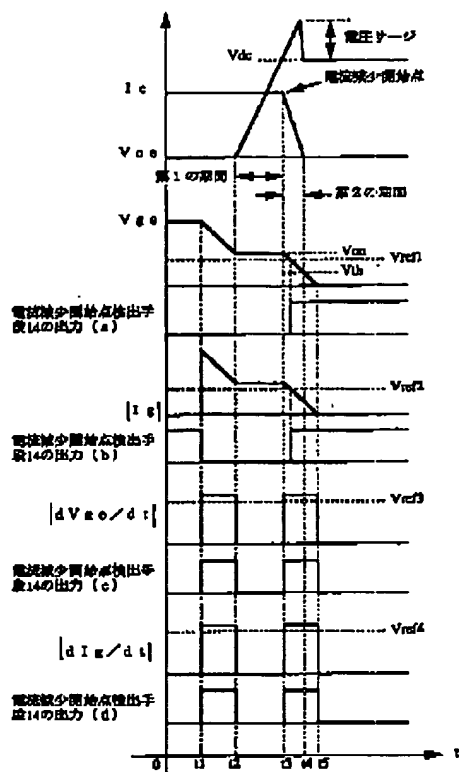 電圧サージ
Vdc
電流減少開始点
Ic
Vce
第1の期間
第2の期間
Vge
Von
Vref1
Vth
電流減少開始点検出手
段14の出力(a)
Vref2
|Ig|
電流減少開始点検出手
段14の出力(b)
Vref3
|dVge/dt|
電流減少開始点検出手
段14の出力(c)
Vref4
|dIg/dt|
電流減少開始点検出手
段14の出力(d)
0 t1 t2 t3 t4 t5